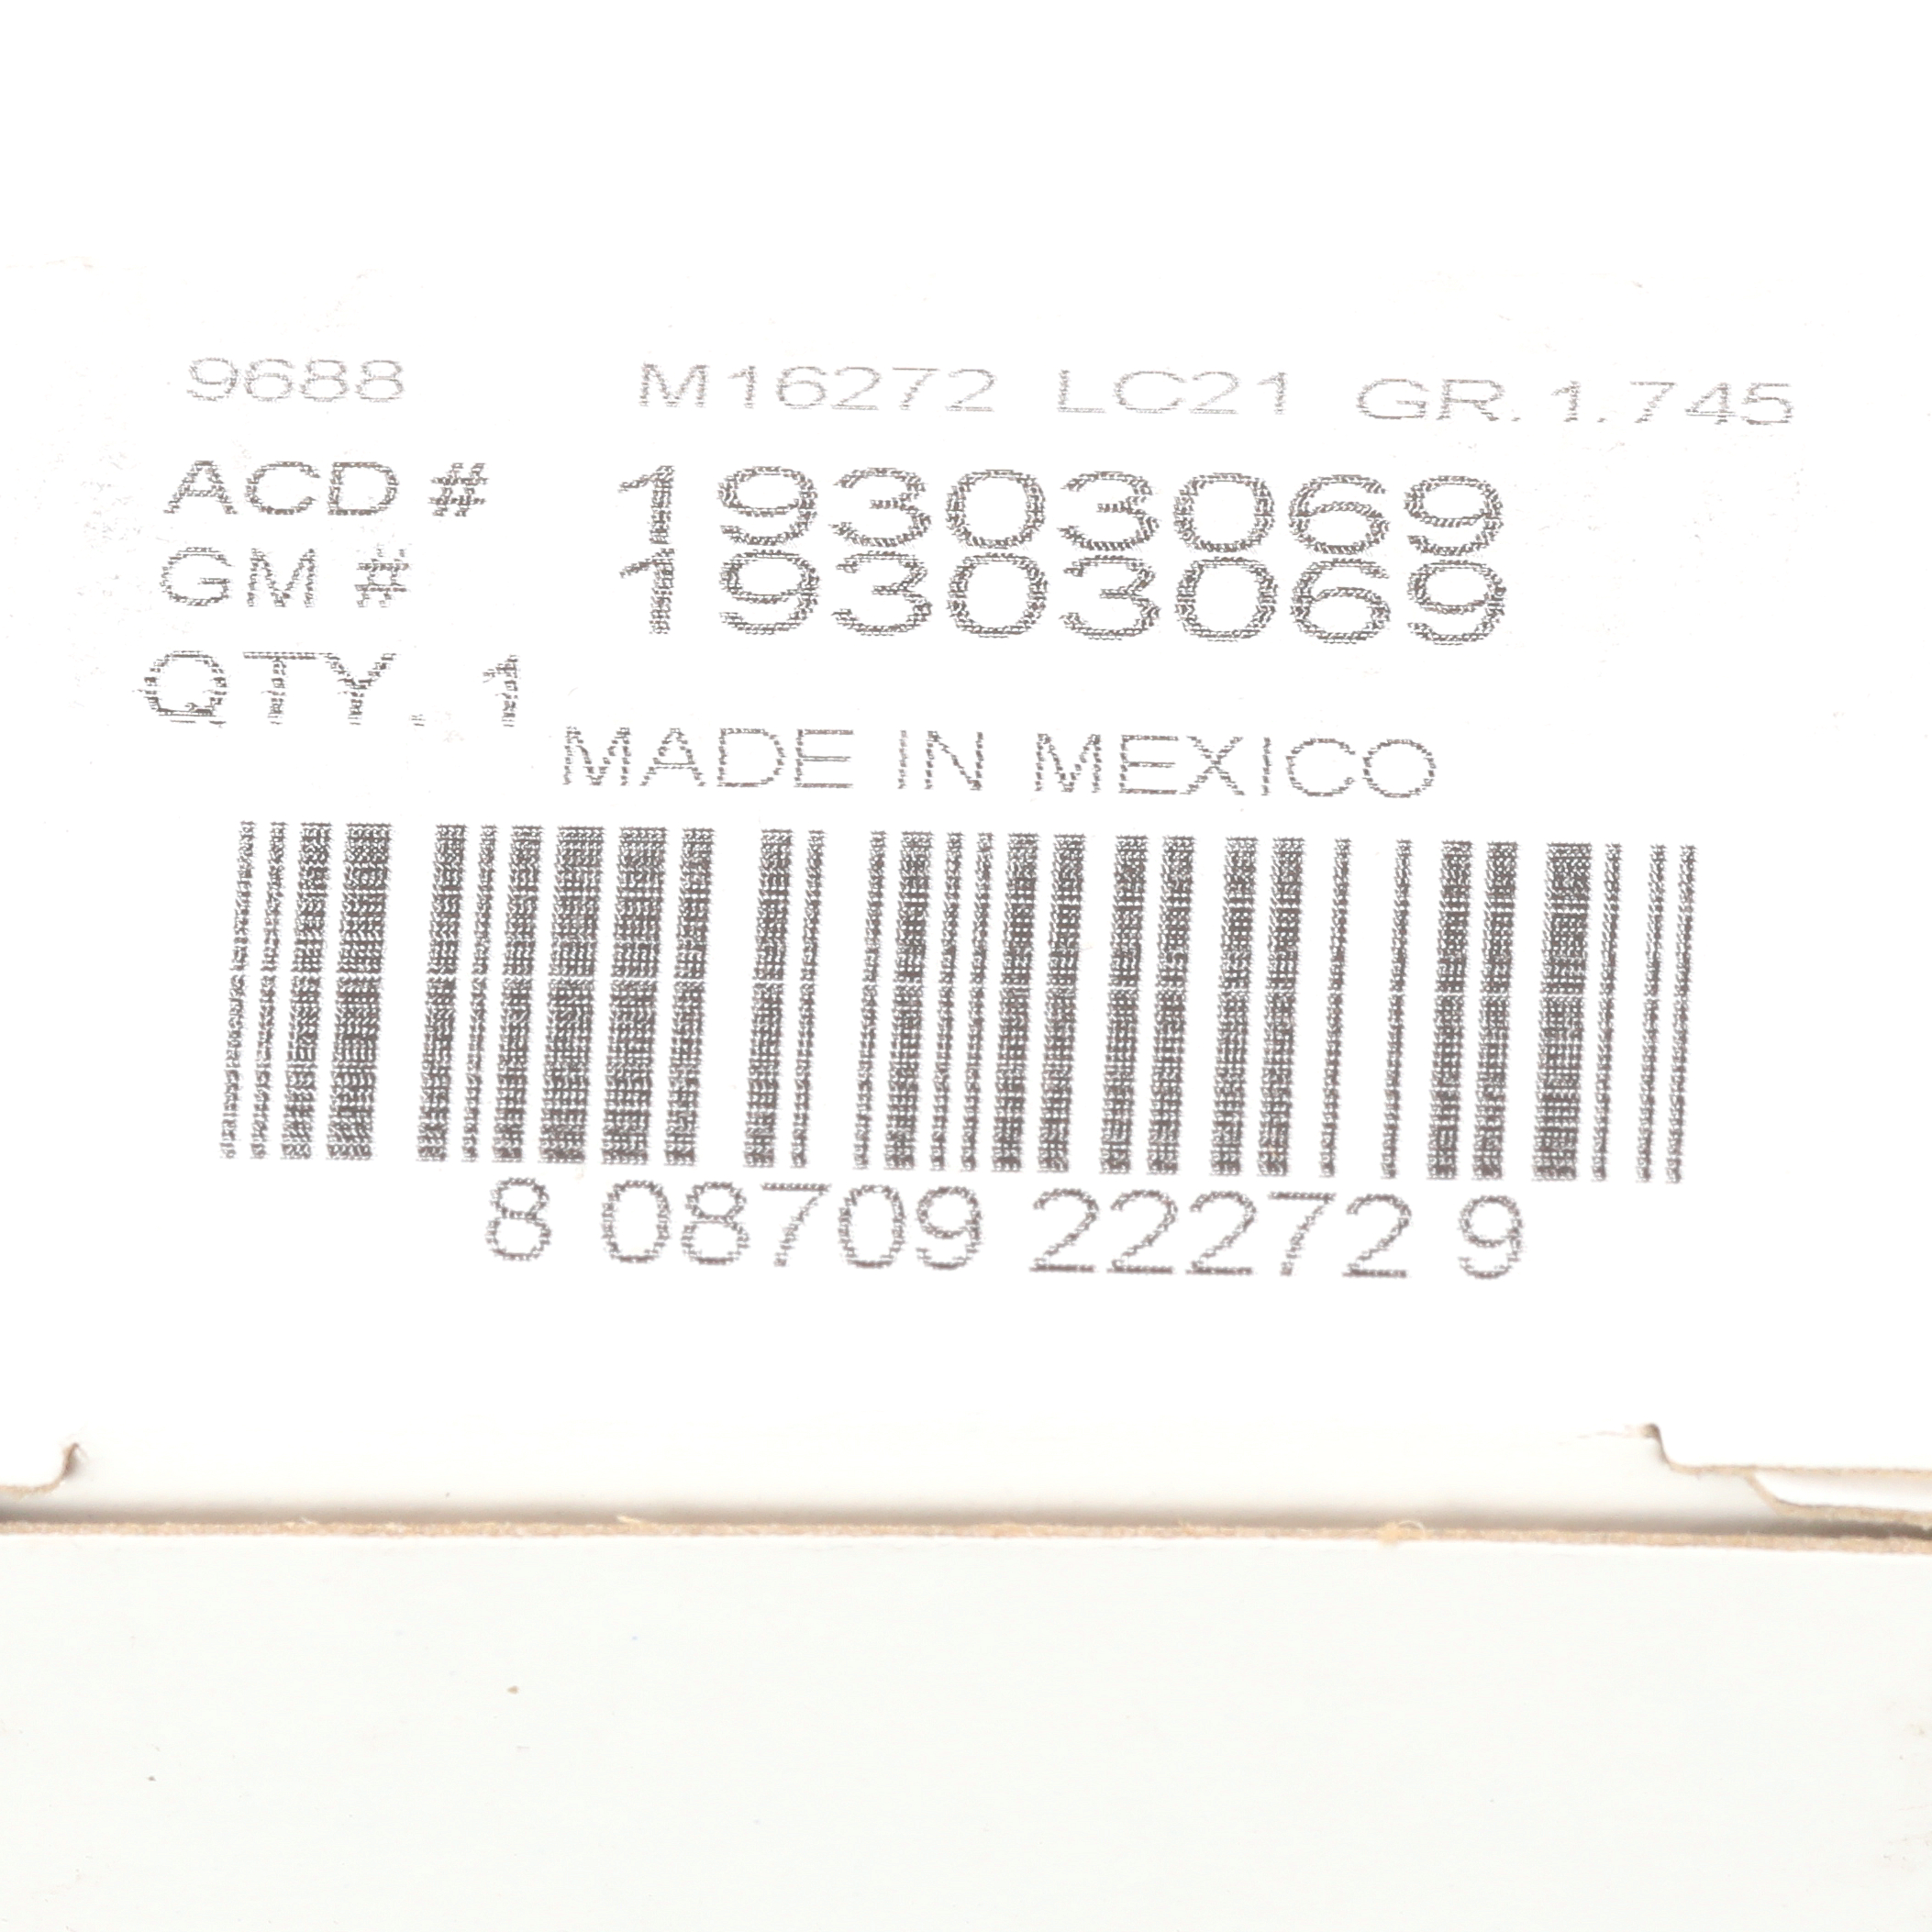 9688 M16272 LC21 GR.1.745
ACD # 19303069
GM # 19303069
QTY. 1
MADE IN MEXICO
8 08709 22272 9